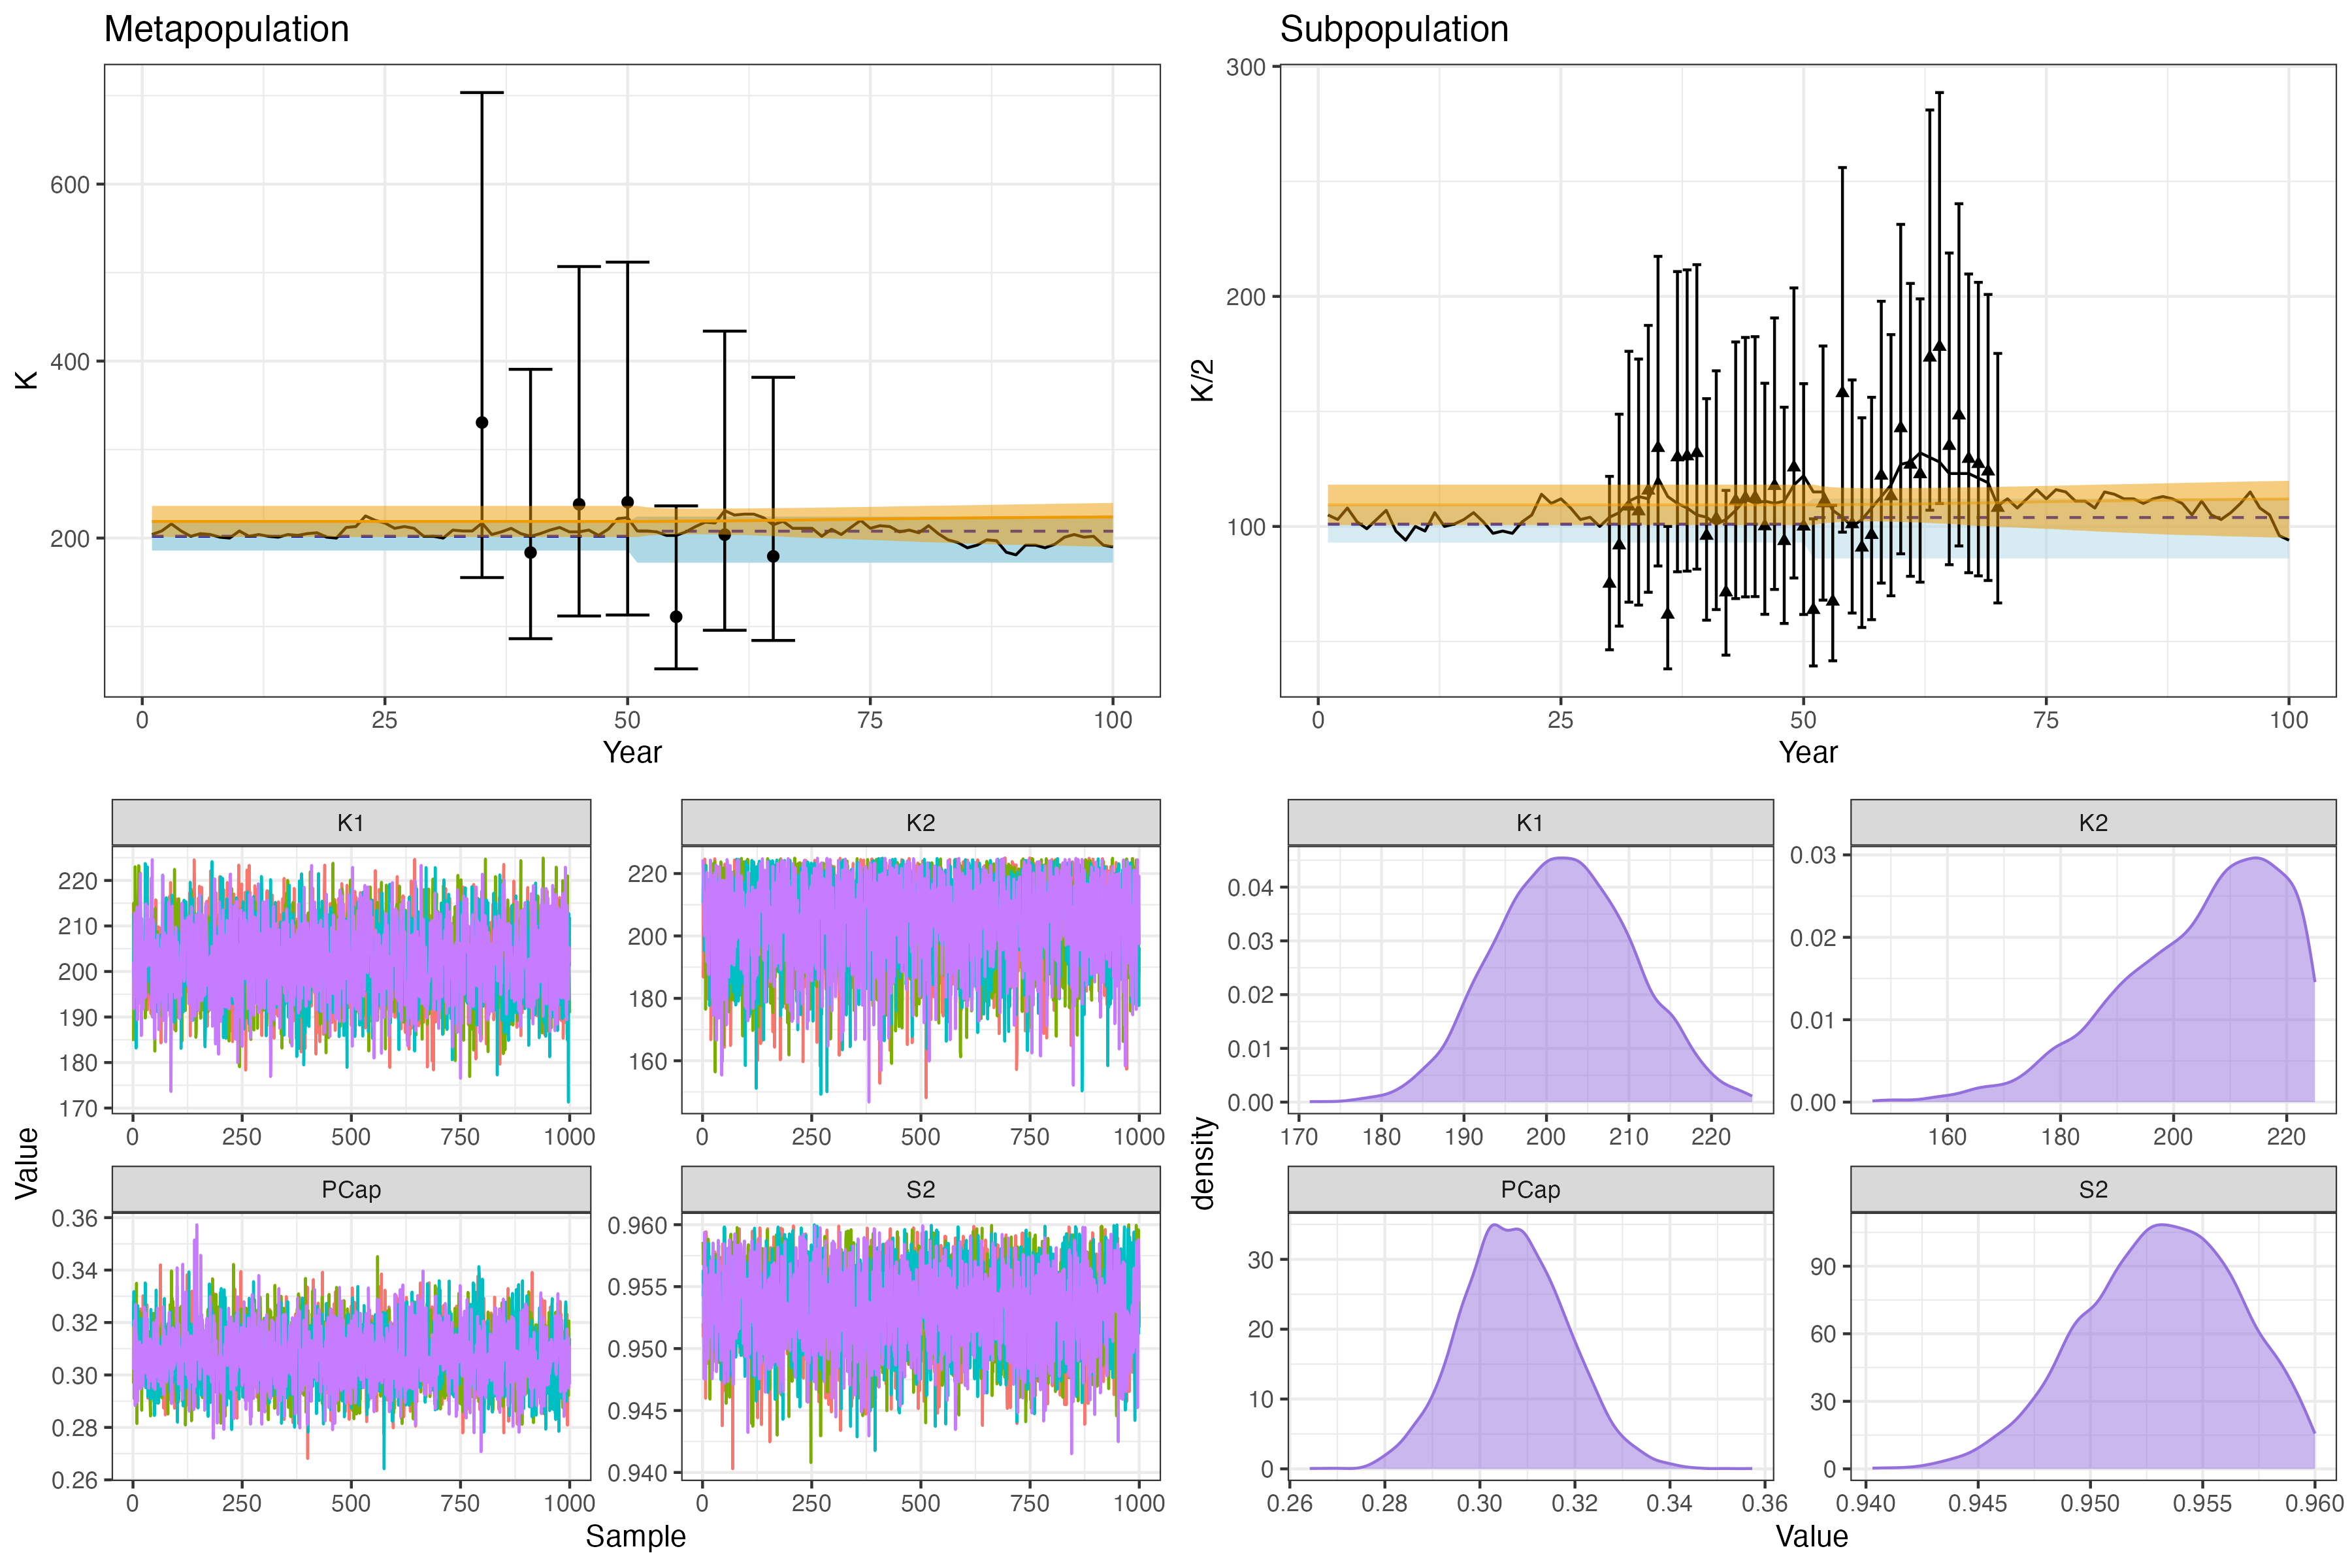 Metapopulation
Subpopulation
600
400
200
K
0 25 50 75 100
Year
300
200
100
K/2
0 25 50 75 100
Year
K1
K2
220
210
200
190
180
170
0 250 500 750 1000
220
200
180
160
0 250 500 750 1000
PCap
S2
0.36
0.34
0.32
0.30
0.28
0.26
0 250 500 750 1000
0.960
0.955
0.950
0.945
0.940
0 250 500 750 1000
Value
Sample
K1
K2
0.04
0.03
0.02
0.01
0.00
170 180 190 200 210 220
0.03
0.02
0.01
0.00
160 180 200 220
PCap
S2
30
20
10
0
0.26 0.28 0.30 0.32 0.34 0.36
90
60
30
0
0.940 0.945 0.950 0.955 0.960
density
Value